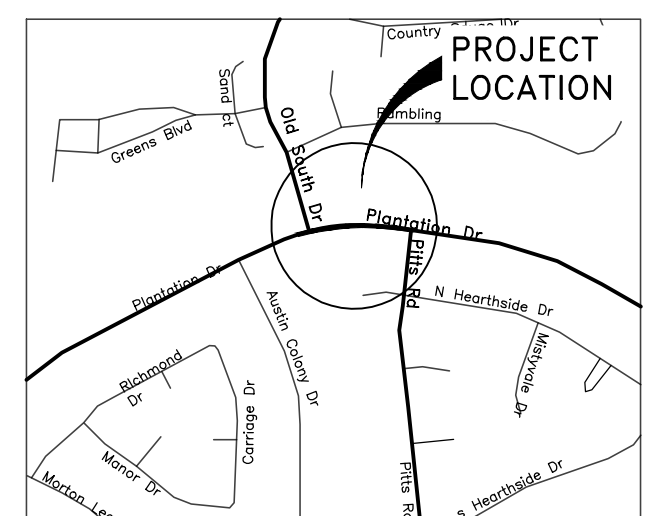 Country
PROJECT
LOCATION
Sand ct
Rambling
Old South Dr
Greens Blvd
Plantation Dr
Pitts Rd
Plantation Dr
N Hearthside Dr
Austin Colony Dr
Mistyvale Dr
Richmond
Dr
Carriage Dr
Manor Dr
Morton
Pitts
s Hearthside Dr